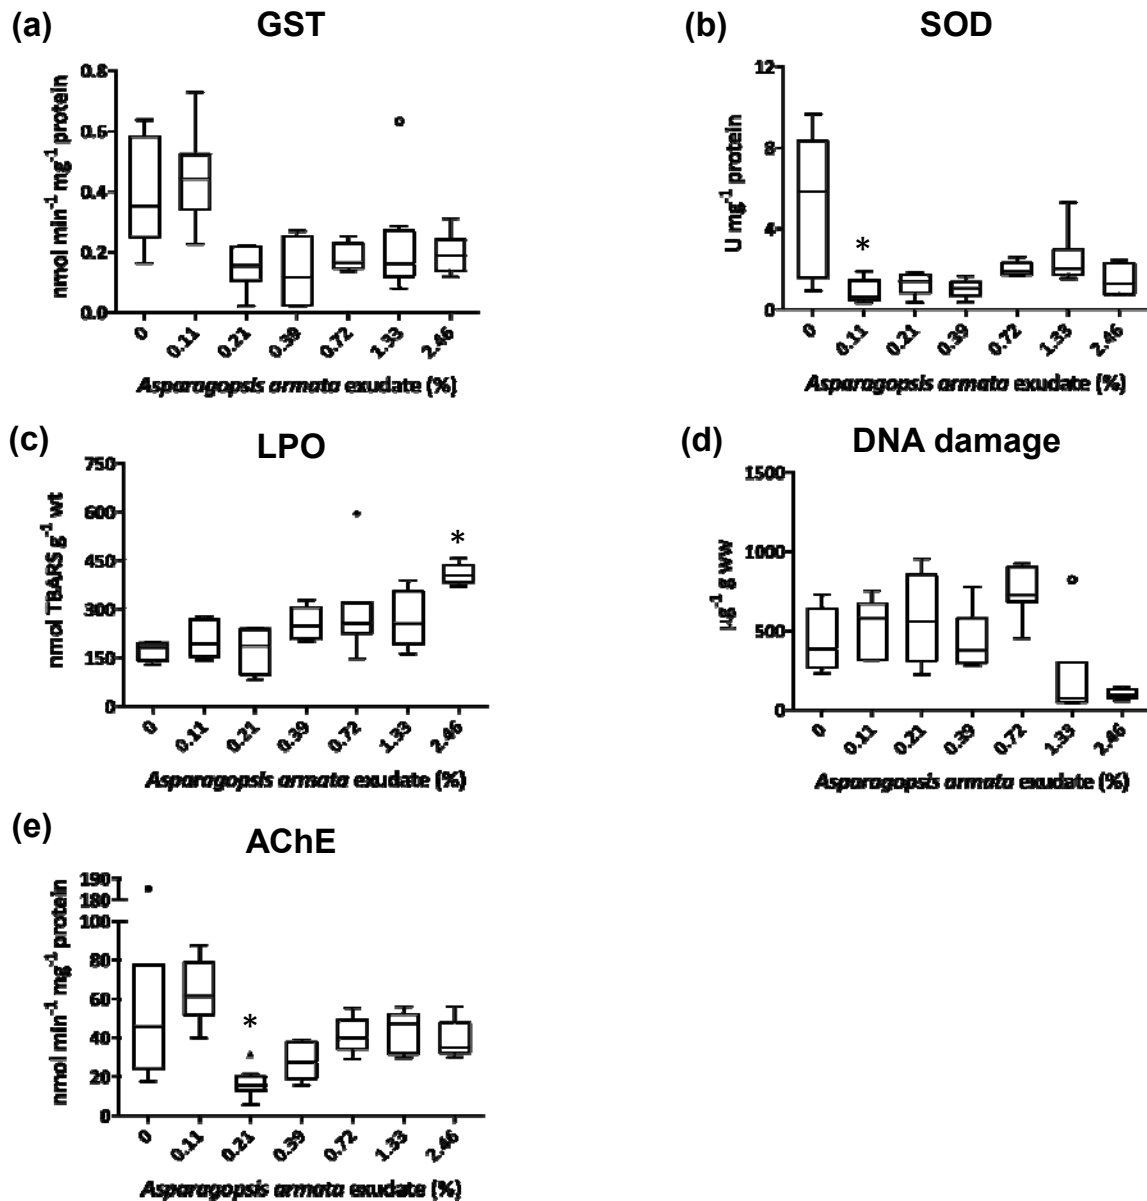 (a) GST
nmol min⁻¹ mg⁻¹ protein
0.8
0.6
0.4
0.2
0.0
0 0.11 0.21 0.39 0.72 1.33 2.46
Asparagopsis armata exudate (%)
(b) SOD
U mg⁻¹ protein
12
8
4
0
*
0 0.11 0.21 0.39 0.72 1.33 2.46
Asparagopsis armata exudate (%)
(c) LPO
nmol TBARS g⁻¹ wt
750
600
450
300
150
0
*
0 0.11 0.21 0.39 0.72 1.33 2.46
Asparagopsis armata exudate (%)
(d) DNA damage
µg⁻¹ g ww
1500
1000
500
0
0 0.11 0.21 0.39 0.72 1.33 2.46
Asparagopsis armata exudate (%)
(e) AChE
nmol min⁻¹ mg⁻¹ protein
190
180
100
80
60
40
20
0
*
0 0.11 0.21 0.39 0.72 1.33 2.46
Asparagopsis armata exudate (%)